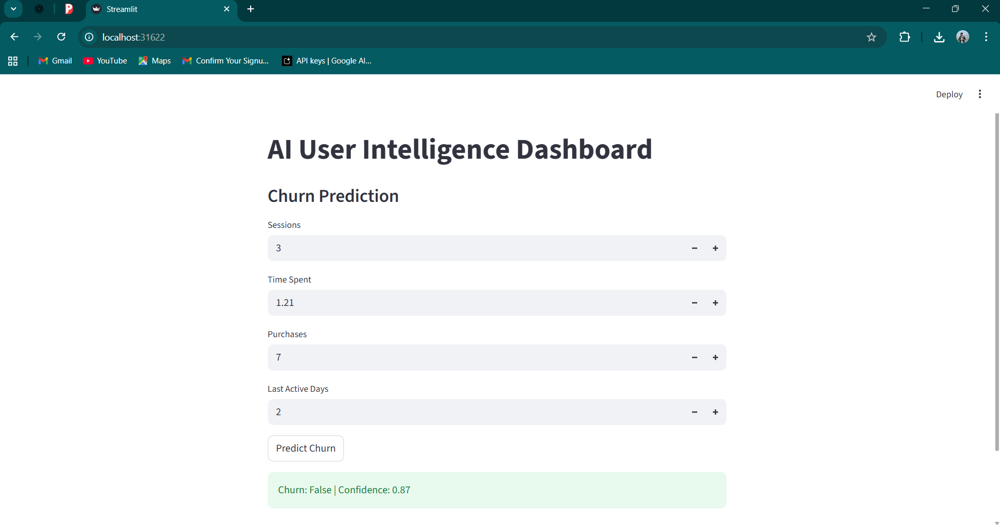 Streamlit
localhost:31622
Gmail
YouTube
Maps
Confirm Your Signu...
API keys | Google AI...
Deploy
AI User Intelligence Dashboard
Churn Prediction
Sessions
3
Time Spent
1.21
Purchases
7
Last Active Days
2
Predict Churn
Churn: False | Confidence: 0.87